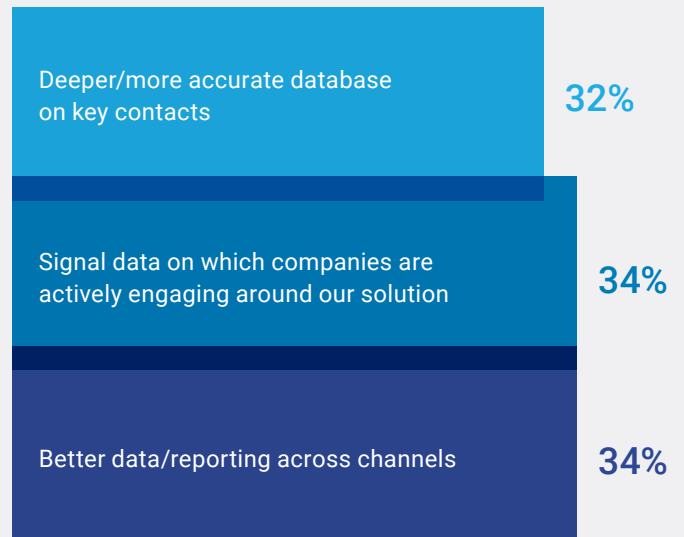 Deeper/more accurate database
on key contacts
32%
Signal data on which companies are
actively engaging around our solution
34%
Better data/reporting across channels
34%